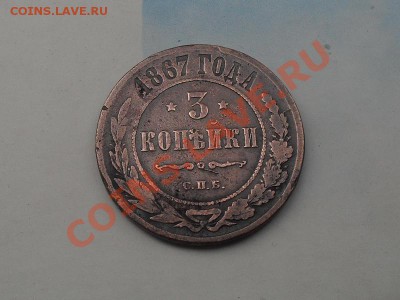 COINS.LAVE.RU
1867 ГОДА
3
КОПѢЙКИ
С.П.Б.
COINS.LAVE.RU